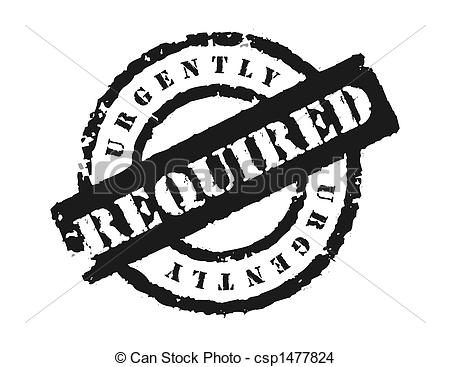 URGENTLY
REQUIRED
URGENTLY
© Can Stock Photo - csp1477824